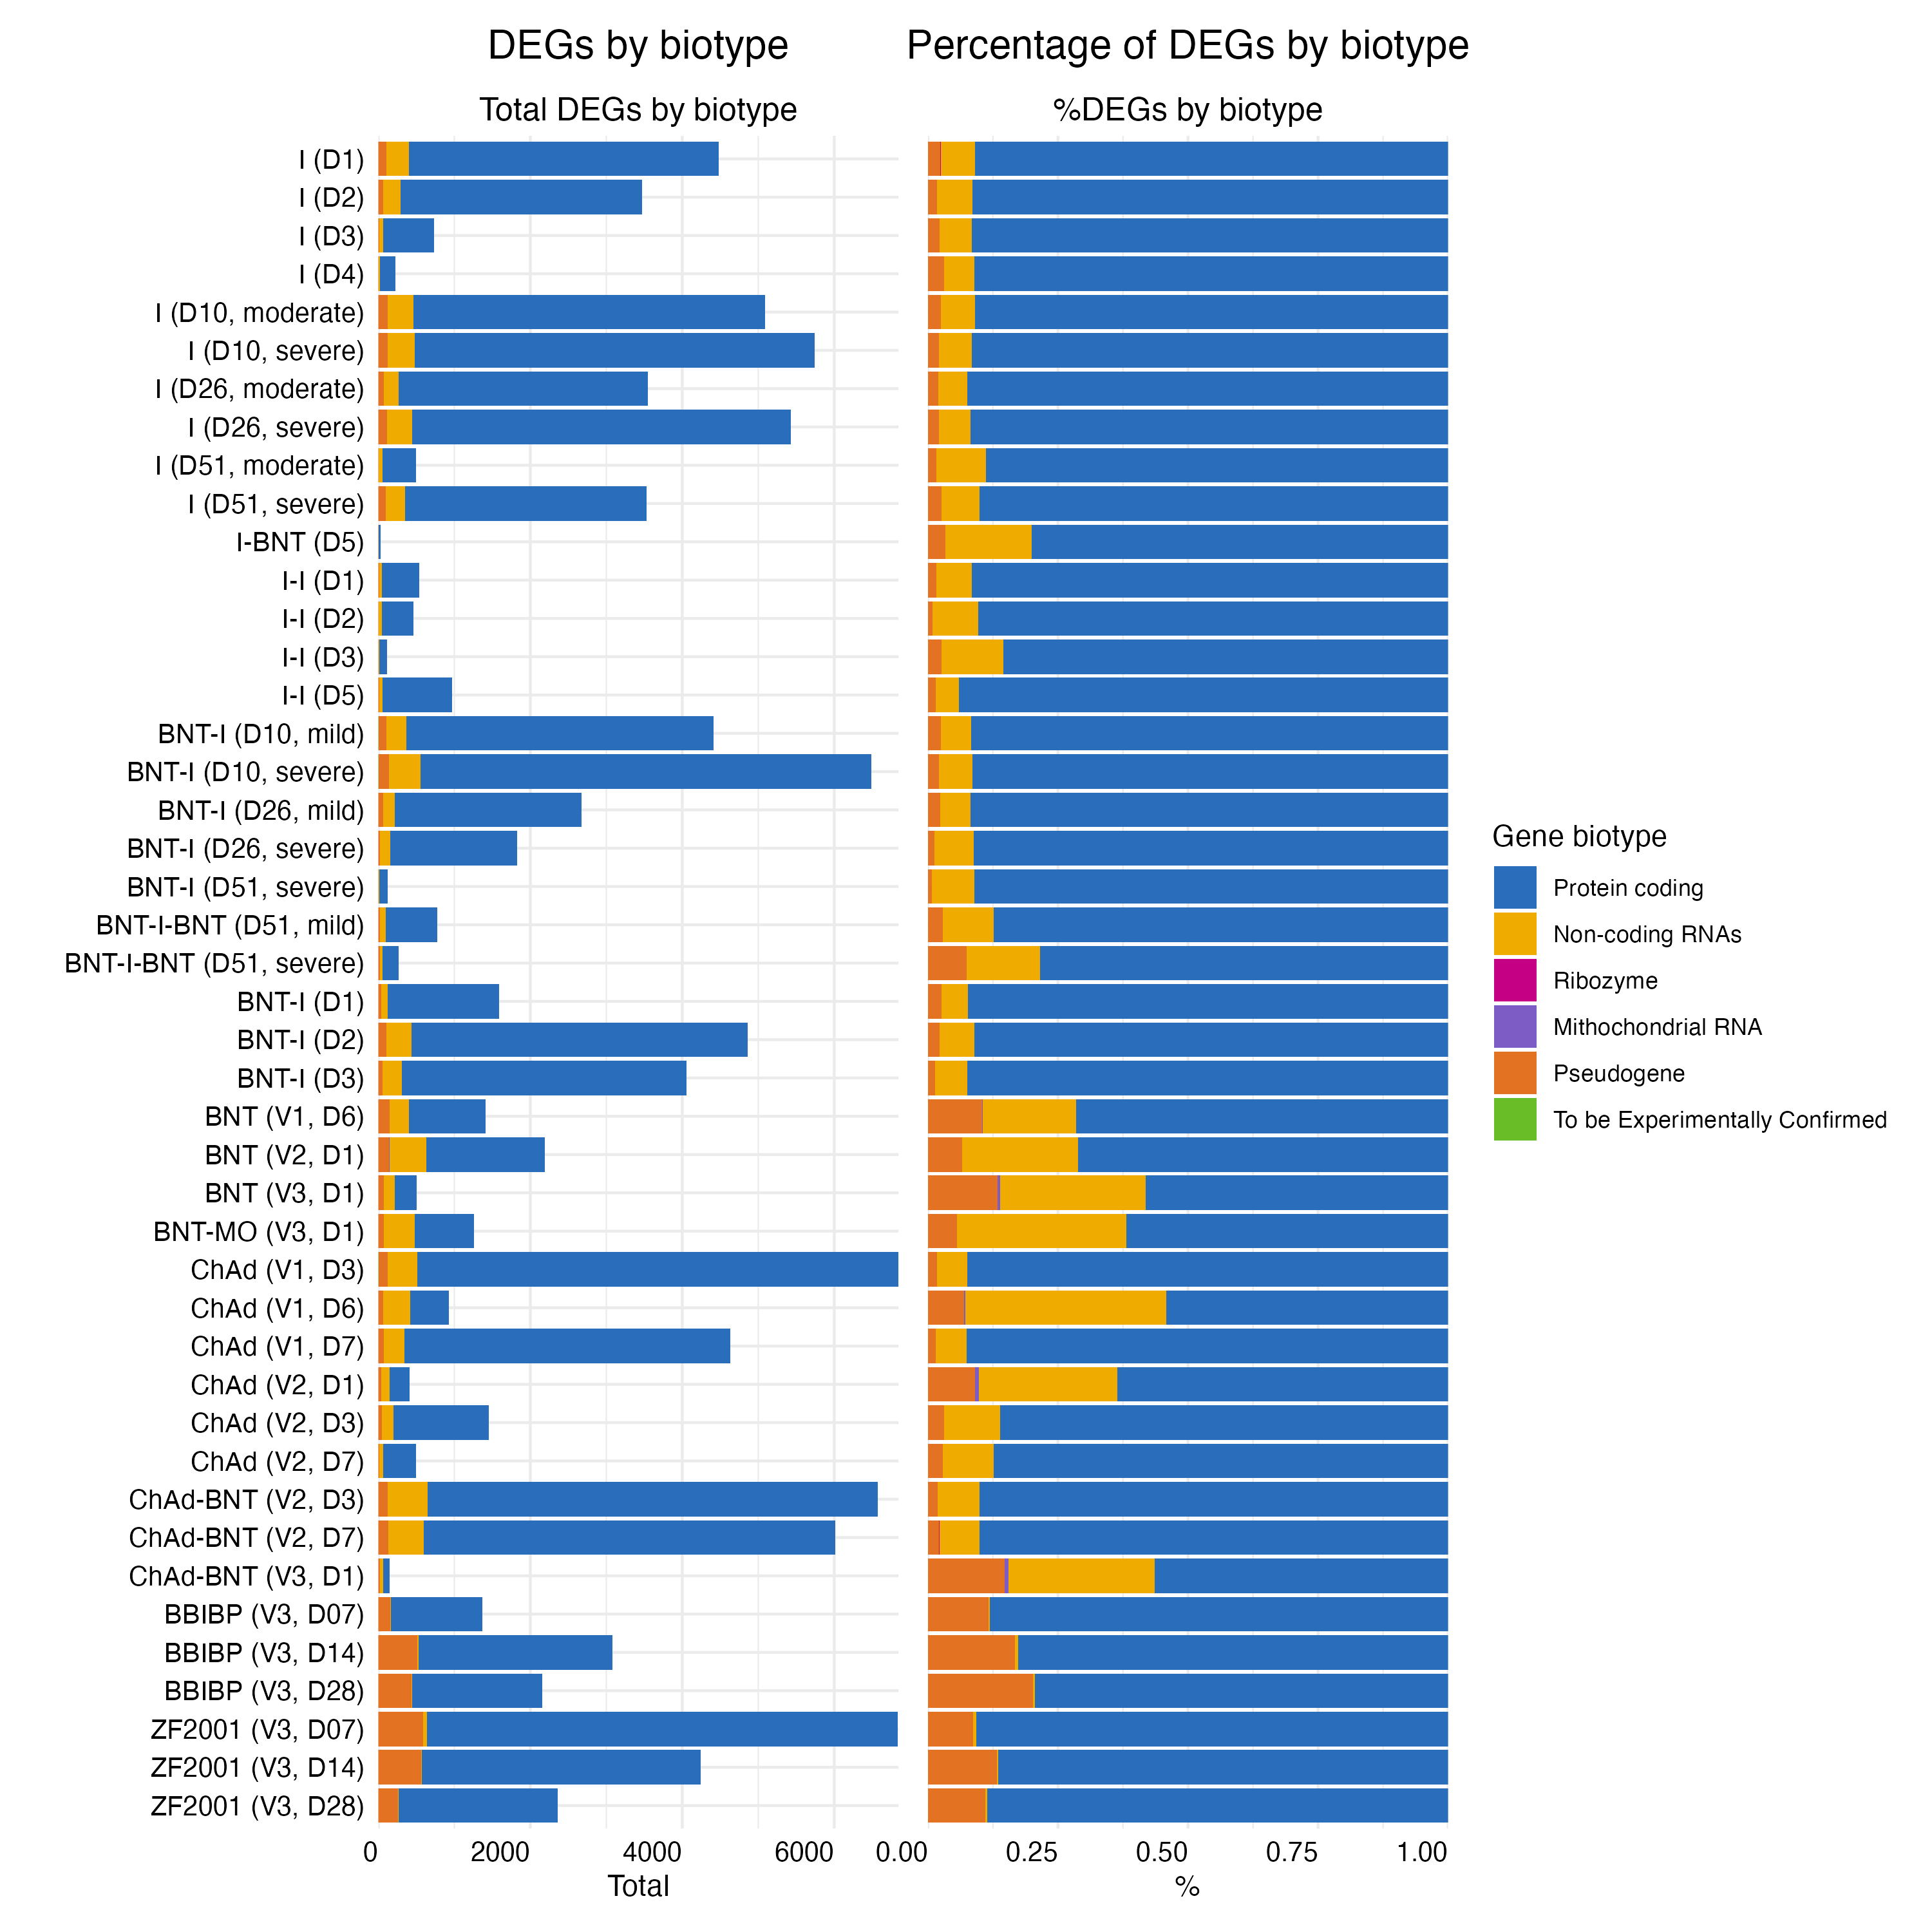 DEGs by biotype
Percentage of DEGs by biotype
Total DEGs by biotype
%DEGs by biotype
I (D1)
I (D2)
I (D3)
I (D4)
I (D10, moderate)
I (D10, severe)
I (D26, moderate)
I (D26, severe)
I (D51, moderate)
I (D51, severe)
I-BNT (D5)
I-I (D1)
I-I (D2)
I-I (D3)
I-I (D5)
BNT-I (D10, mild)
BNT-I (D10, severe)
BNT-I (D26, mild)
BNT-I (D26, severe)
BNT-I (D51, severe)
BNT-I-BNT (D51, mild)
BNT-I-BNT (D51, severe)
BNT-I (D1)
BNT-I (D2)
BNT-I (D3)
BNT (V1, D6)
BNT (V2, D1)
BNT (V3, D1)
BNT-MO (V3, D1)
ChAd (V1, D3)
ChAd (V1, D6)
ChAd (V1, D7)
ChAd (V2, D1)
ChAd (V2, D3)
ChAd (V2, D7)
ChAd-BNT (V2, D3)
ChAd-BNT (V2, D7)
ChAd-BNT (V3, D1)
BBIBP (V3, D07)
BBIBP (V3, D14)
BBIBP (V3, D28)
ZF2001 (V3, D07)
ZF2001 (V3, D14)
ZF2001 (V3, D28)
0 2000 4000 6000
Total
0.00 0.25 0.50 0.75 1.00
%
Gene biotype
Protein coding
Non-coding RNAs
Ribozyme
Mithochondrial RNA
Pseudogene
To be Experimentally Confirmed